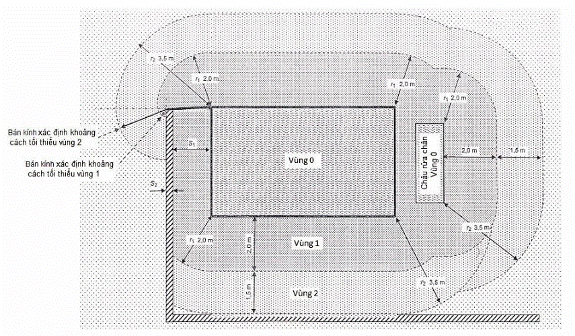 r₂ 3,5 m
r₁ 2,0 m
r₁ 2,0 m
r₁ 2,0 m
Bán kính xác định khoảng
cách tối thiểu vùng 2
Bán kính xác định khoảng
cách tối thiểu vùng 1
S₁
Vùng 0
Chậu rửa chân
Vùng 0
2,0 m
1,5 m
S₂
r₁ 2,0 m
2,0 m
Vùng 1
r₂ 3,5 m
r₂ 3,5 m
1,5 m
Vùng 2